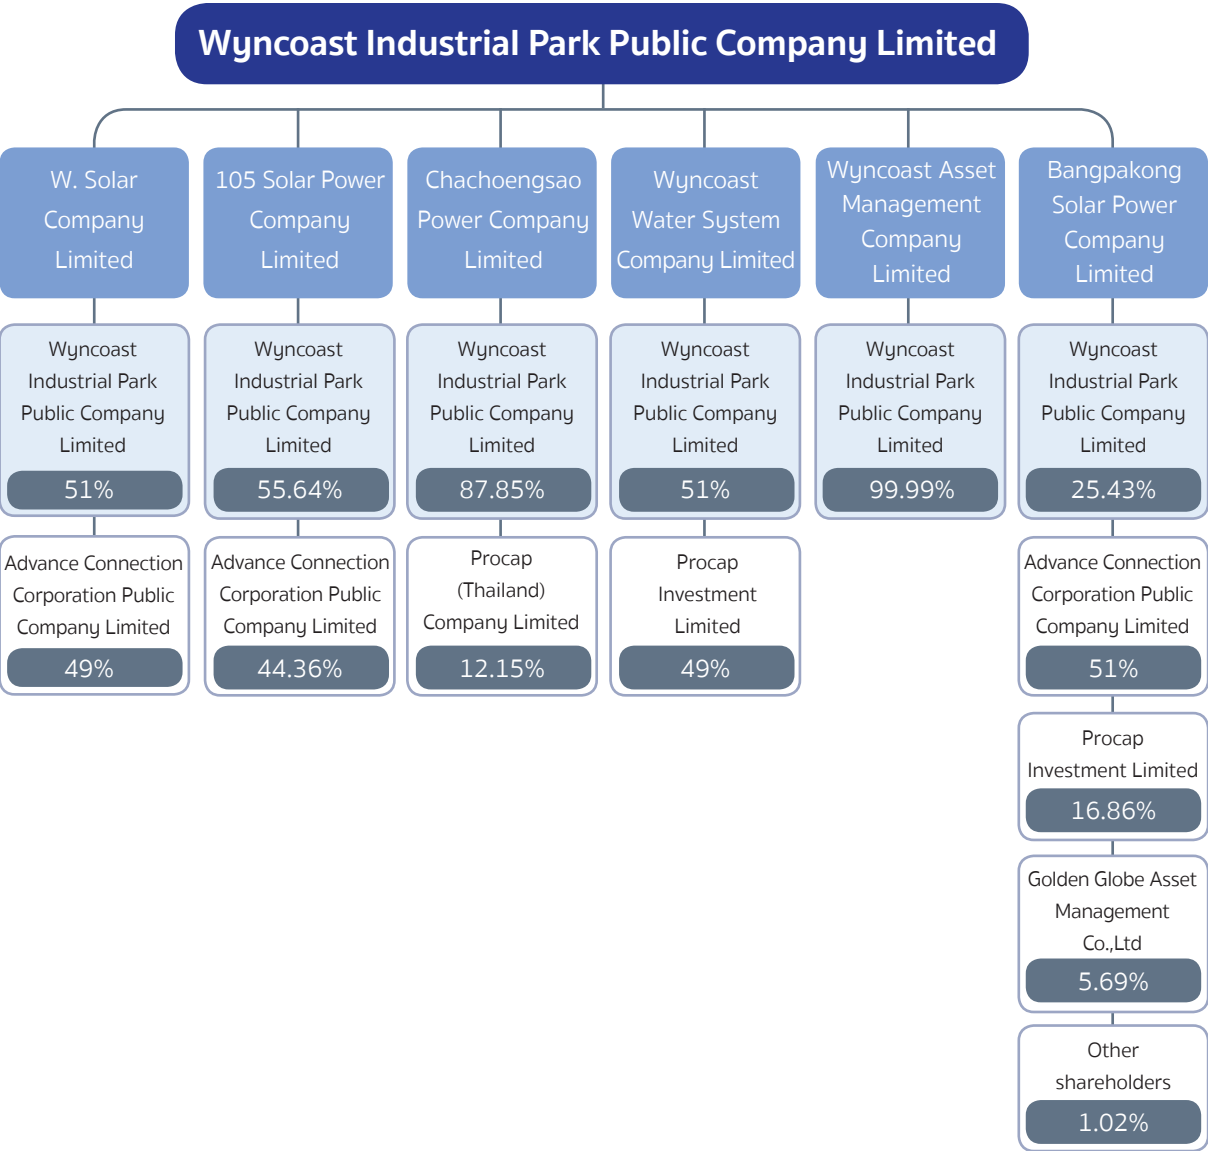 Wyncoast Industrial Park Public Company Limited
W. Solar
Company
Limited
Wyncoast
Industrial Park
Public Company
Limited
51%
Advance Connection
Corporation Public
Company Limited
49%
105 Solar Power
Company
Limited
Wyncoast
Industrial Park
Public Company
Limited
55.64%
Advance Connection
Corporation Public
Company Limited
44.36%
Chachoengsao
Power Company
Limited
Wyncoast
Industrial Park
Public Company
Limited
87.85%
Procap
(Thailand)
Company Limited
12.15%
Wyncoast
Water System
Company Limited
Wyncoast
Industrial Park
Public Company
Limited
51%
Procap
Investment
Limited
49%
Wyncoast Asset
Management
Company
Limited
Wyncoast
Industrial Park
Public Company
Limited
99.99%
Bangpakong
Solar Power
Company
Limited
Wyncoast
Industrial Park
Public Company
Limited
25.43%
Advance Connection
Corporation Public
Company Limited
51%
Procap
Investment Limited
16.86%
Golden Globe Asset
Management
Co.,Ltd
5.69%
Other
shareholders
1.02%